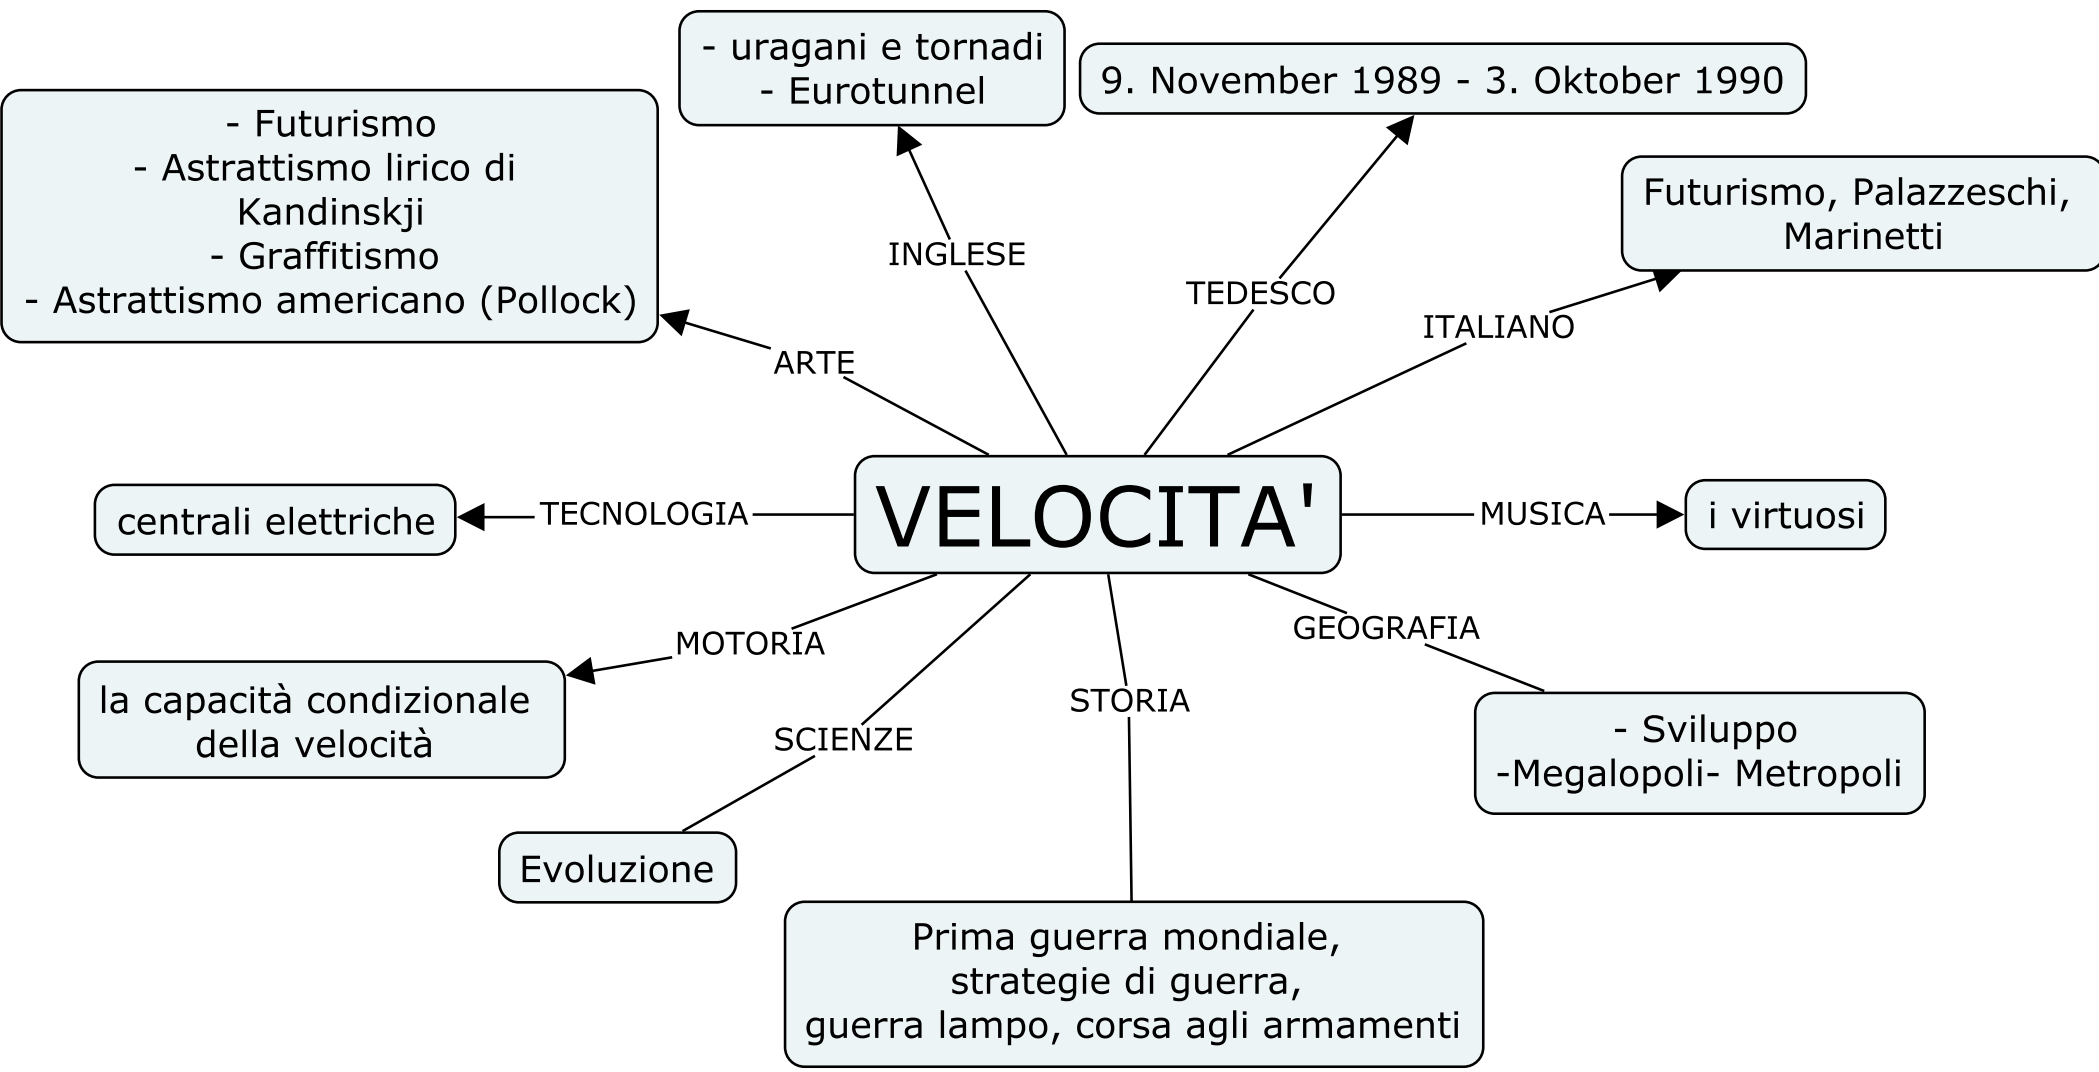 - uragani e tornadi
- Eurotunnel
9. November 1989 - 3. Oktober 1990
- Futurismo
- Astrattismo lirico di
Kandinskji
- Graffitismo
- Astrattismo americano (Pollock)
Futurismo, Palazzeschi,
Marinetti
INGLESE
TEDESCO
ITALIANO
ARTE
VELOCITA'
centrali elettriche
TECNOLOGIA
MUSICA
i virtuosi
MOTORIA
GEOGRAFIA
la capacità condizionale
della velocità
SCIENZE
STORIA
- Sviluppo
-Megalopoli- Metropoli
Evoluzione
Prima guerra mondiale,
strategie di guerra,
guerra lampo, corsa agli armamenti